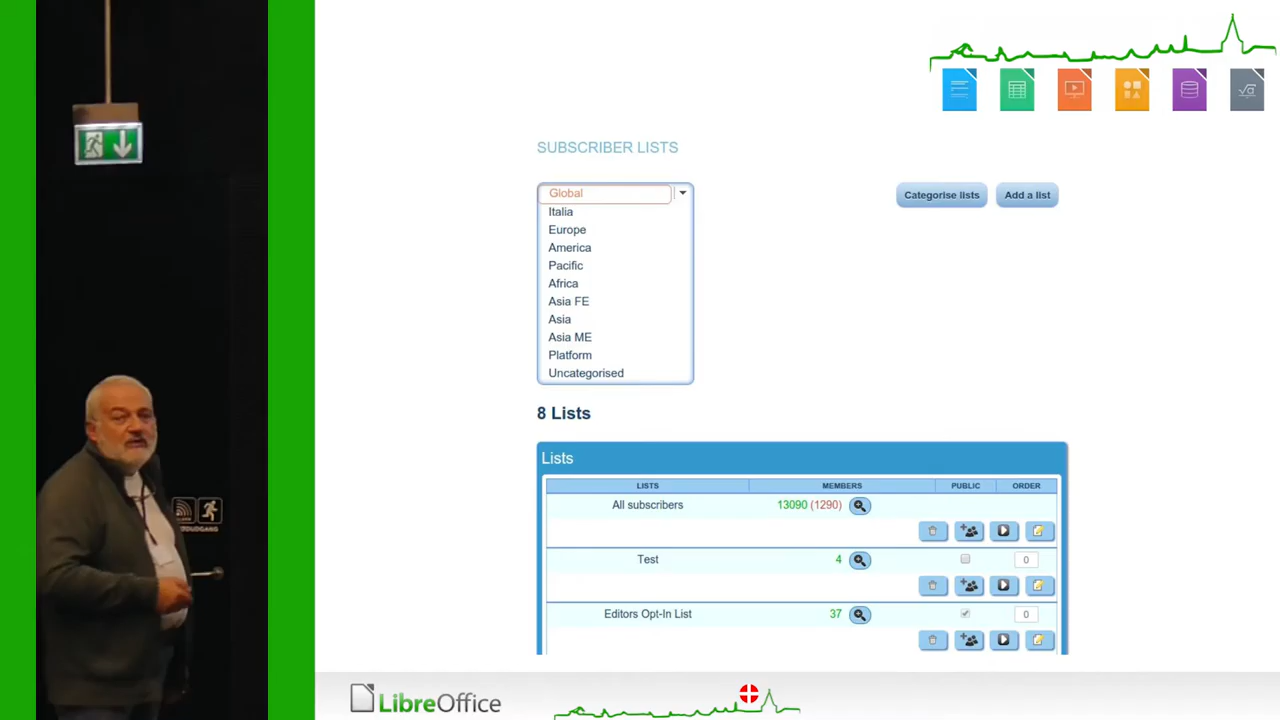 SUBSCRIBER LISTS
Global
Italia
Europe
America
Pacific
Africa
Asia FE
Asia
Asia ME
Platform
Uncategorised
Categorise lists
Add a list
8 Lists
Lists
LISTS MEMBERS PUBLIC ORDER
All subscribers 13090 (1290)
Test 4 0
Editors Opt-In List 37 0
LibreOffice